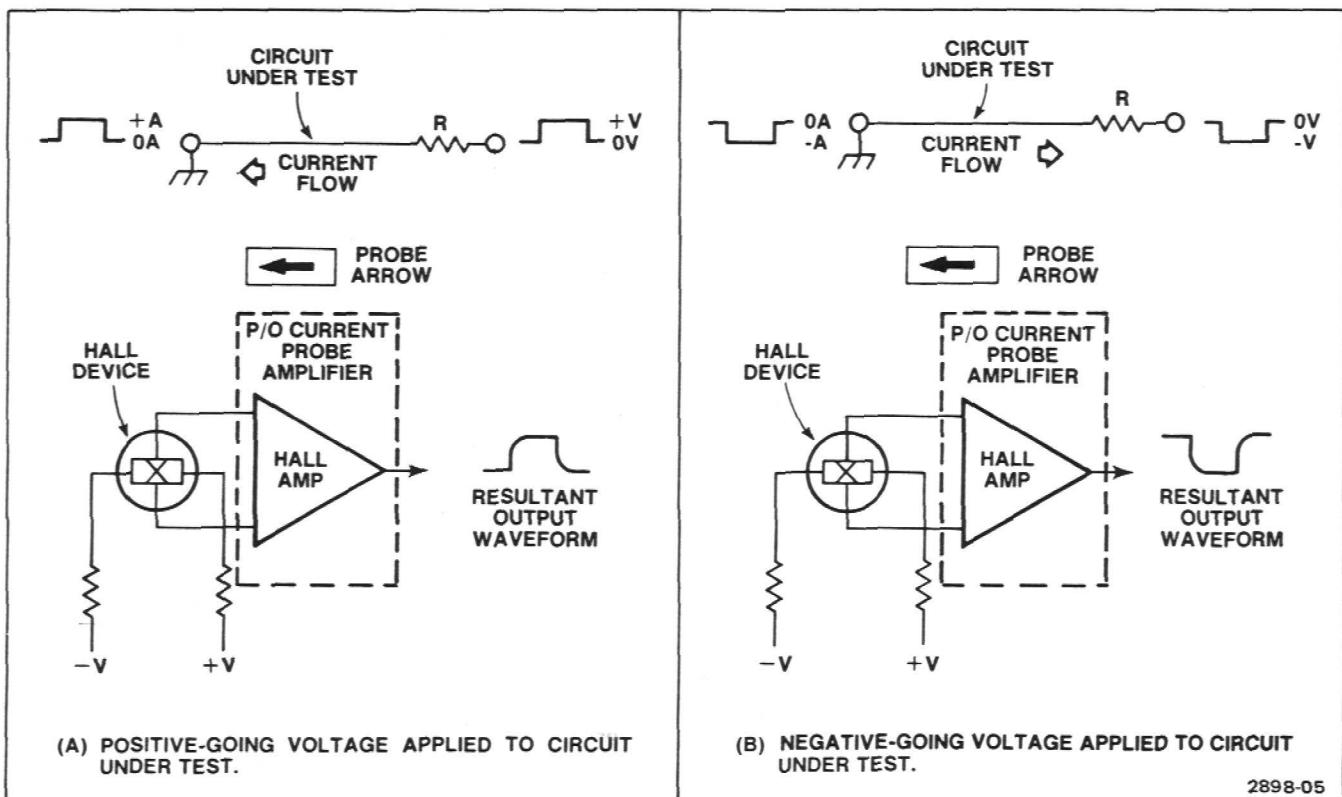 CIRCUIT
UNDER TEST
+A
0A
R
+V
0V
CURRENT
FLOW
PROBE
ARROW
P/O CURRENT
PROBE
AMPLIFIER
HALL
DEVICE
HALL
AMP
RESULTANT
OUTPUT
WAVEFORM
−V
+V
(A) POSITIVE-GOING VOLTAGE APPLIED TO CIRCUIT
UNDER TEST.
CIRCUIT
UNDER TEST
0A
-A
R
0V
-V
CURRENT
FLOW
PROBE
ARROW
P/O CURRENT
PROBE
AMPLIFIER
HALL
DEVICE
HALL
AMP
RESULTANT
OUTPUT
WAVEFORM
−V
+V
(B) NEGATIVE-GOING VOLTAGE APPLIED TO CIRCUIT
UNDER TEST.
2898-05